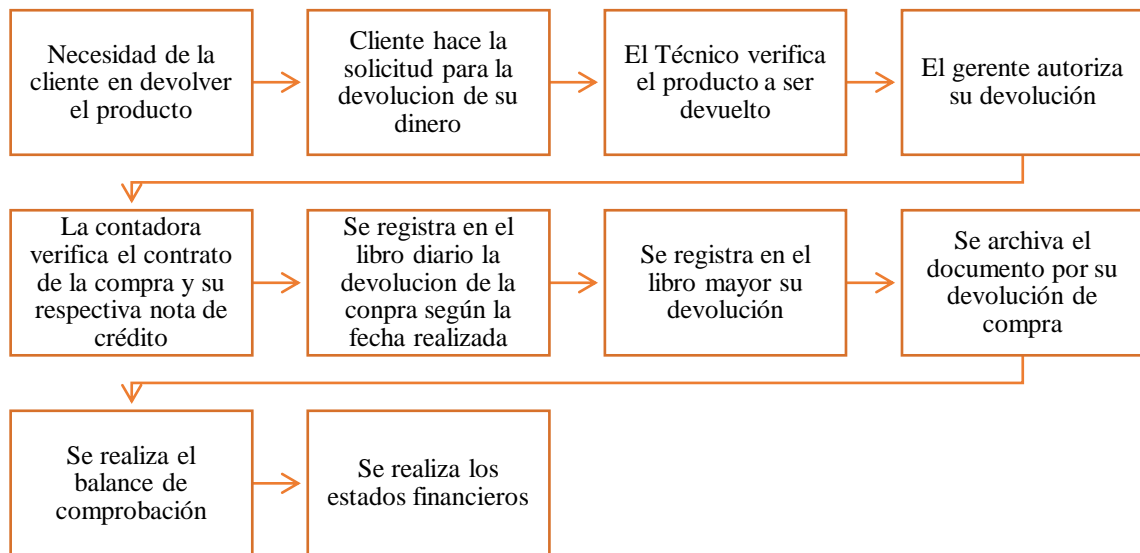 Necesidad de la
cliente en devolver
el producto
Cliente hace la
solicitud para la
devolucion de su
dinero
El Técnico verifica
el producto a ser
devuelto
El gerente autoriza
su devolución
La contadora
verifica el contrato
de la compra y su
respectiva nota de
crédito
Se registra en el
libro diario la
devolucion de la
conpra según la
fecha realizada
Se registra en el
libro mayor su
devolución
Se archiva el
documento por su
devolución de
compra
Se realiza el
balance de
comprobación
Se realiza los
estados financieros